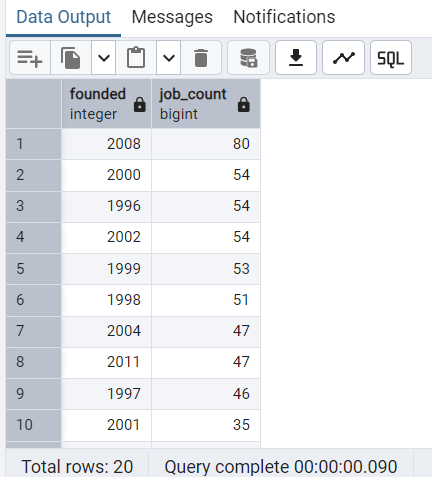 Data Output Messages Notifications
SQL
founded job_count
integer bigint
1 2008 80
2 2000 54
3 1996 54
4 2002 54
5 1999 53
6 1998 51
7 2004 47
8 2011 47
9 1997 46
10 2001 35
Total rows: 20 Query complete 00:00:00.090